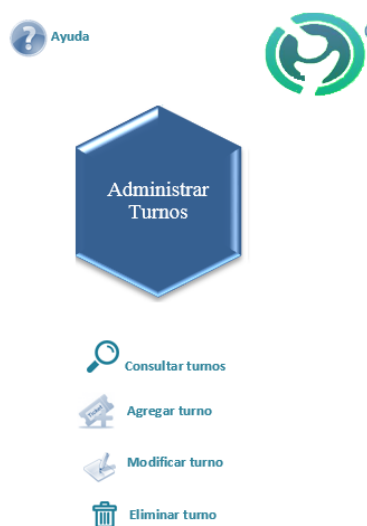 Ayuda
Administrar
Turnos
Consultar turnos
Agregar turno
Modificar turno
Eliminar turno